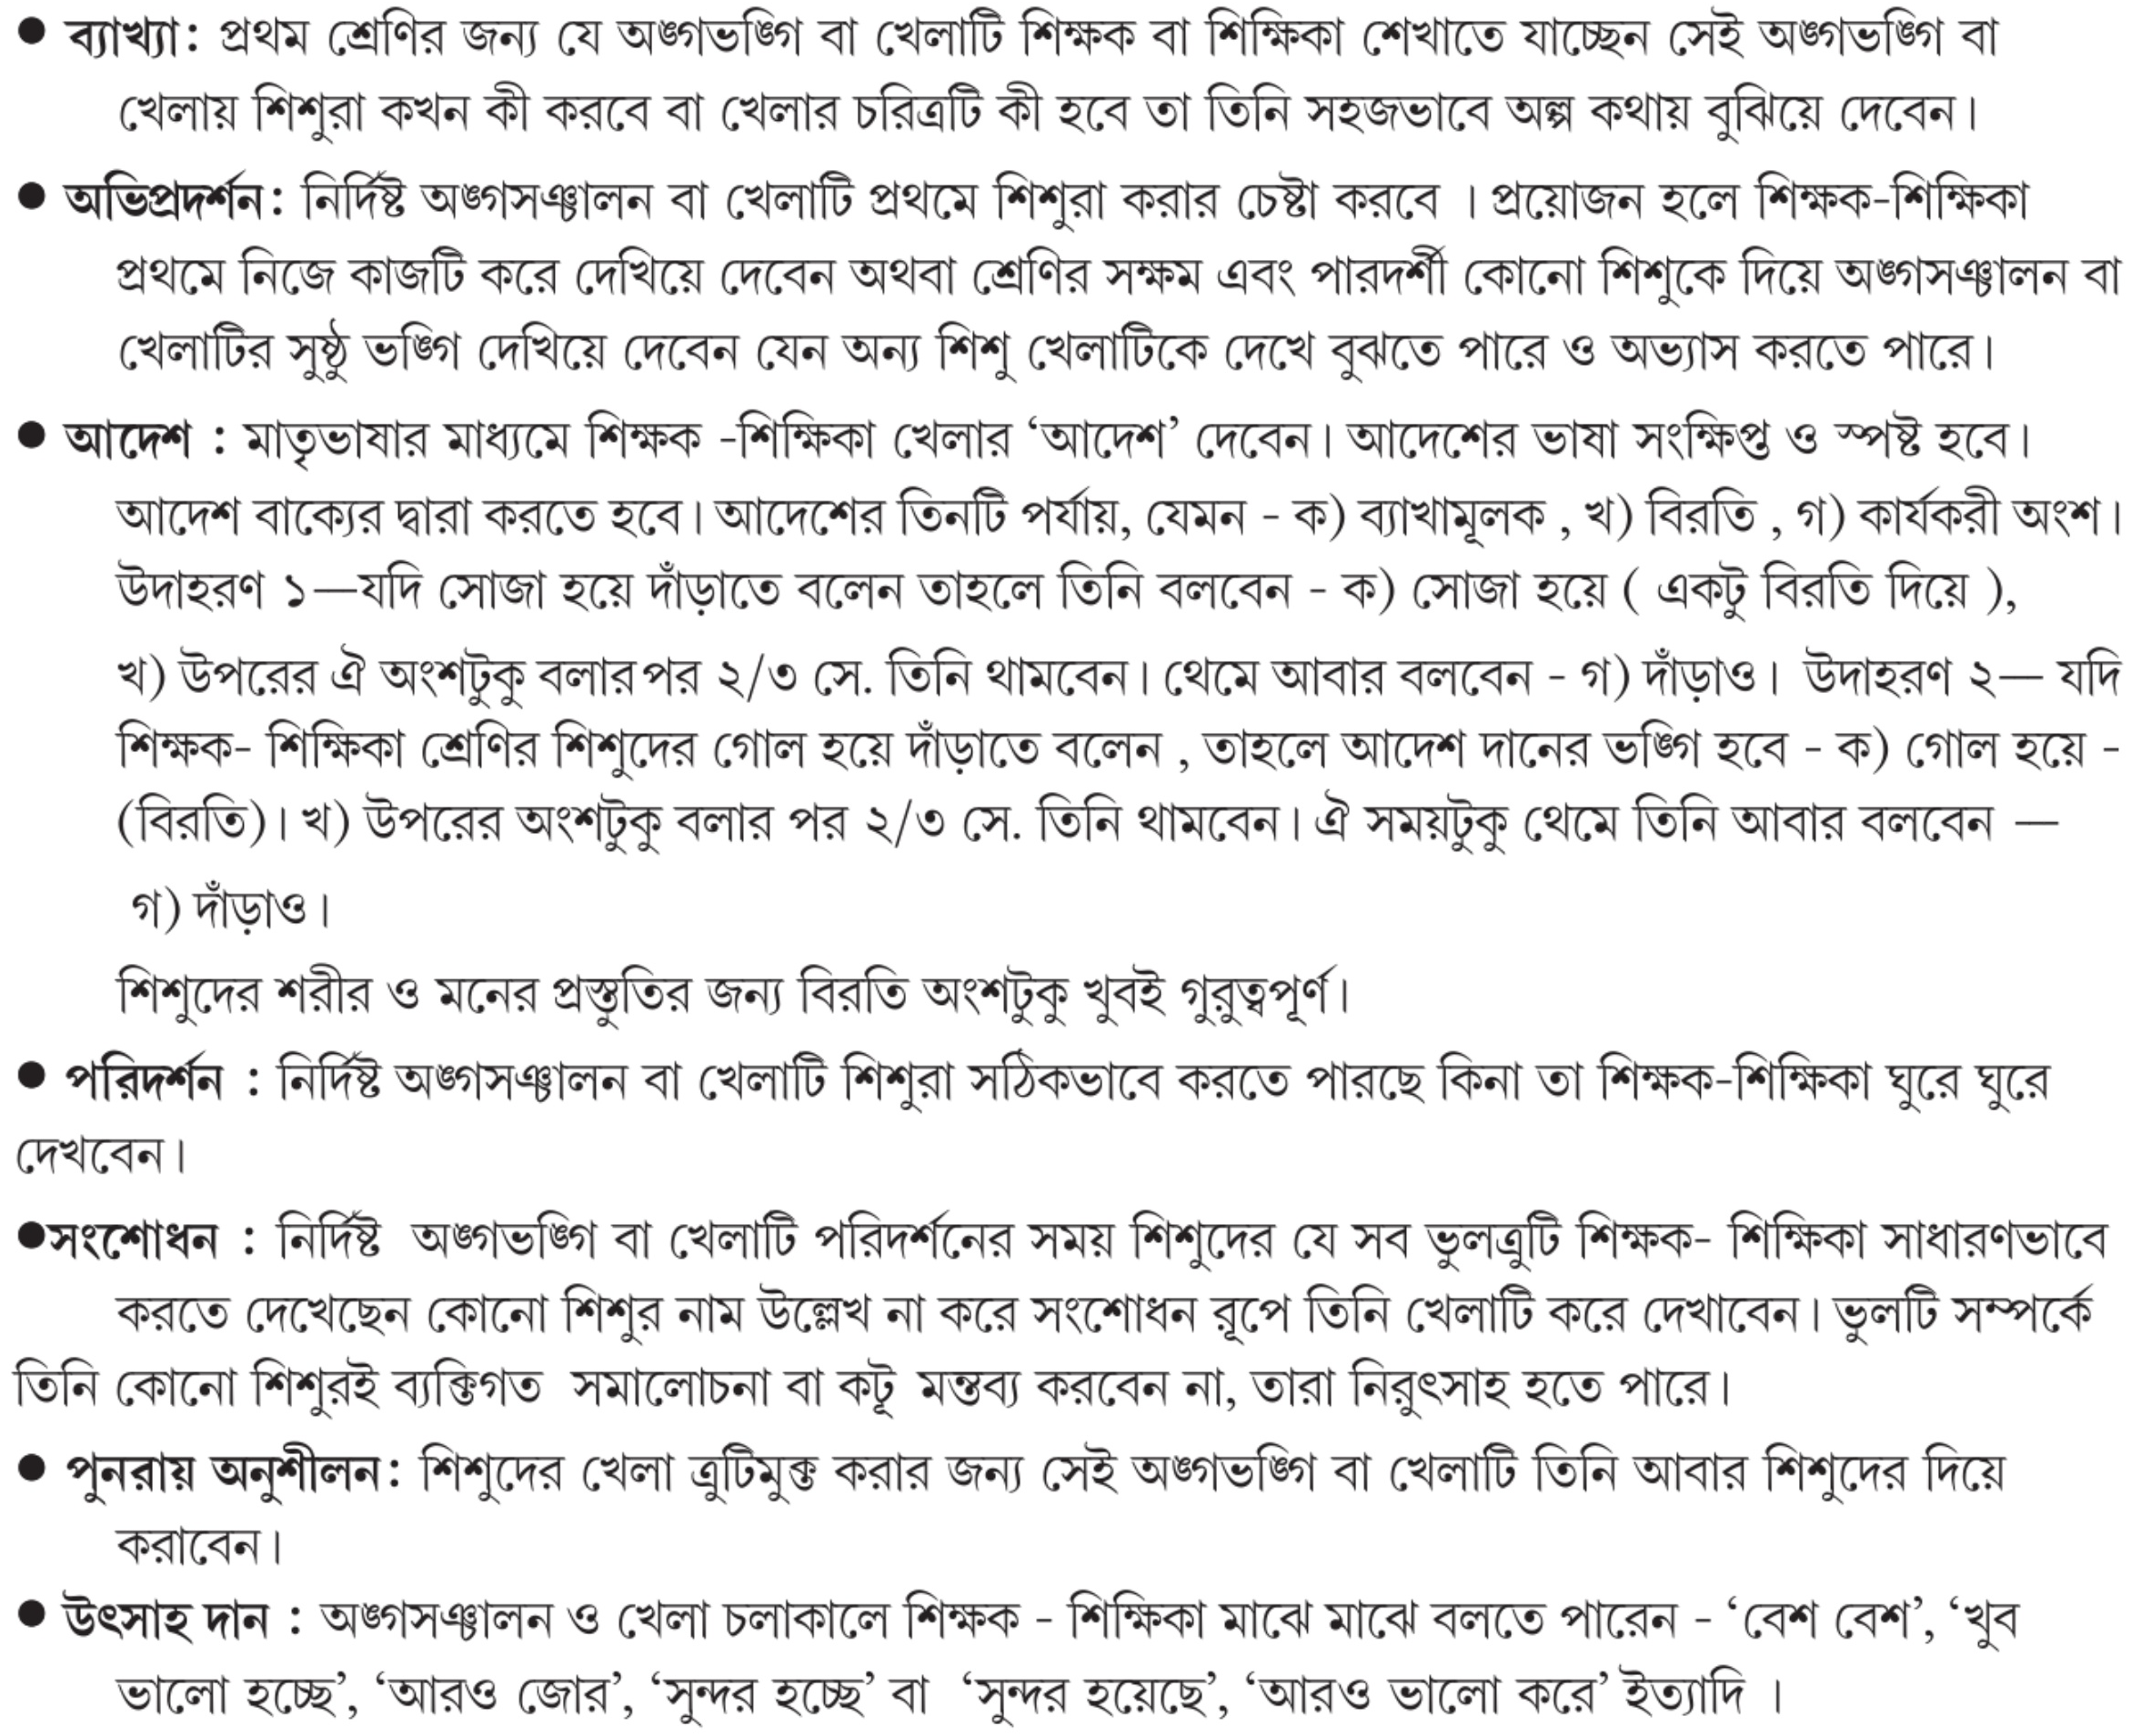 ● ব্যাখ্যা: প্রথম শ্রেণির জন্য যে অঙ্গভঙ্গি বা খেলাটি শিক্ষক বা শিক্ষিকা শেখাতে যাচ্ছেন সেই অঙ্গভঙ্গি বা
খেলায় শিশুরা কখন কী করবে বা খেলার চরিত্রটি কী হবে তা তিনি সহজভাবে অল্প কথায় বুঝিয়ে দেবেন।
● অভিপ্রদর্শন: নির্দিষ্ট অঙ্গসঞ্চালন বা খেলাটি প্রথমে শিশুরা করার চেষ্টা করবে । প্রয়োজন হলে শিক্ষক-শিক্ষিকা
প্রথমে নিজে কাজটি করে দেখিয়ে দেবেন অথবা শ্রেণির সক্ষম এবং পারদর্শী কোনো শিশুকে দিয়ে অঙ্গসঞ্চালন বা
খেলাটির সুষ্ঠু ভঙ্গি দেখিয়ে দেবেন যেন অন্য শিশু খেলাটিকে দেখে বুঝতে পারে ও অভ্যাস করতে পারে।
● আদেশ : মাতৃভাষার মাধ্যমে শিক্ষক -শিক্ষিকা খেলার ‘আদেশ’ দেবেন। আদেশের ভাষা সংক্ষিপ্ত ও স্পষ্ট হবে।
আদেশ বাক্যের দ্বারা করতে হবে। আদেশের তিনটি পর্যায়, যেমন - ক) ব্যাখামূলক , খ) বিরতি , গ) কার্যকরী অংশ।
উদাহরণ ১—যদি সোজা হয়ে দাঁড়াতে বলেন তাহলে তিনি বলবেন - ক) সোজা হয়ে ( একটু বিরতি দিয়ে ),
খ) উপরের ঐ অংশটুকু বলার পর ২/৩ সে. তিনি থামবেন। থেমে আবার বলবেন - গ) দাঁড়াও। উদাহরণ ২— যদি
শিক্ষক- শিক্ষিকা শ্রেণির শিশুদের গোল হয়ে দাঁড়াতে বলেন , তাহলে আদেশ দানের ভঙ্গি হবে - ক) গোল হয়ে -
(বিরতি)। খ) উপরের অংশটুকু বলার পর ২/৩ সে. তিনি থামবেন। ঐ সময়টুকু থেমে তিনি আবার বলবেন —
গ) দাঁড়াও।
শিশুদের শরীর ও মনের প্রস্তুতির জন্য বিরতি অংশটুকু খুবই গুরুত্বপূর্ণ।
● পরিদর্শন : নির্দিষ্ট অঙ্গসঞ্চালন বা খেলাটি শিশুরা সঠিকভাবে করতে পারছে কিনা তা শিক্ষক-শিক্ষিকা ঘুরে ঘুরে
দেখবেন।
●সংশোধন : নির্দিষ্ট অঙ্গভঙ্গি বা খেলাটি পরিদর্শনের সময় শিশুদের যে সব ভুলত্রুটি শিক্ষক- শিক্ষিকা সাধারণভাবে
করতে দেখেছেন কোনো শিশুর নাম উল্লেখ না করে সংশোধন রূপে তিনি খেলাটি করে দেখাবেন। ভুলটি সম্পর্কে
তিনি কোনো শিশুরই ব্যক্তিগত সমালোচনা বা কটূ মন্তব্য করবেন না, তারা নিরুৎসাহ হতে পারে।
● পুনরায় অনুশীলন: শিশুদের খেলা ত্রুটিমুক্ত করার জন্য সেই অঙ্গভঙ্গি বা খেলাটি তিনি আবার শিশুদের দিয়ে
করাবেন।
● উৎসাহ দান : অঙ্গসঞ্চালন ও খেলা চলাকালে শিক্ষক - শিক্ষিকা মাঝে মাঝে বলতে পারেন - ‘বেশ বেশ’, ‘খুব
ভালো হচ্ছে’, ‘আরও জোর’, ‘সুন্দর হচ্ছে’ বা ‘সুন্দর হয়েছে’, ‘আরও ভালো করে’ ইত্যাদি ।